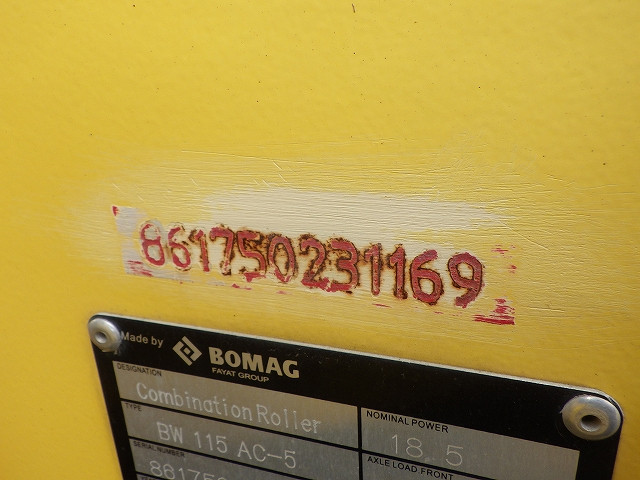 861750231169
Made by BOMAG
FAYAT GROUP
DESIGNATION
Combination Roller
NOMINAL POWER
18.5
TYPE
BW 115 AC-5
AXLE LOAD FRONT
SERIAL NUMBER